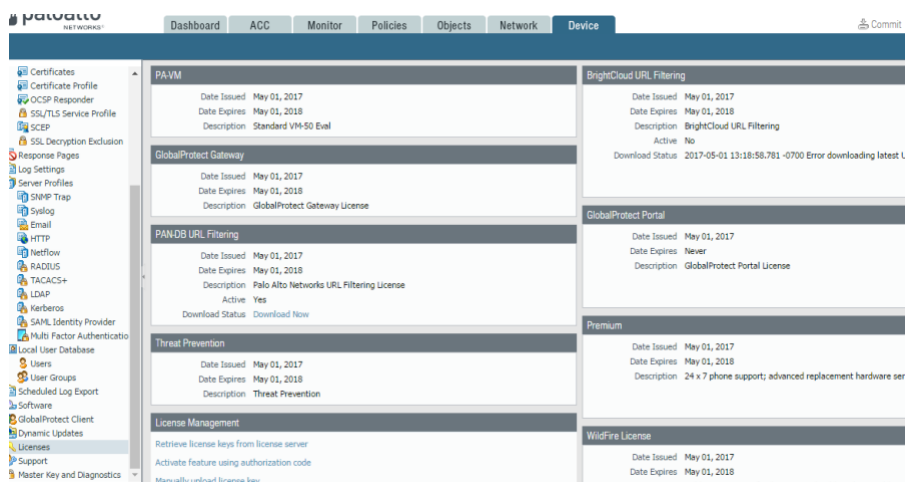 paloalto
NETWORKS
Dashboard
ACC
Monitor
Policies
Objects
Network
Device
Commit
Certificates
Certificate Profile
OCSP Responder
SSL/TLS Service Profile
SCEP
SSL Decryption Exclusion
Response Pages
Log Settings
Server Profiles
SNMP Trap
Syslog
Email
HTTP
Netflow
RADIUS
TACACS+
LDAP
Kerberos
SAML Identity Provider
Multi Factor Authenticatio
Local User Database
Users
User Groups
Scheduled Log Export
Software
GlobalProtect Client
Dynamic Updates
Licenses
Support
Master Key and Diagnostics
PA-VM
Date Issued May 01, 2017
Date Expires May 01, 2018
Description Standard VM-50 Eval
GlobalProtect Gateway
Date Issued May 01, 2017
Date Expires May 01, 2018
Description GlobalProtect Gateway License
PAN-DB URL Filtering
Date Issued May 01, 2017
Date Expires May 01, 2018
Description Palo Alto Networks URL Filtering License
Active Yes
Download Status Download Now
Threat Prevention
Date Issued May 01, 2017
Date Expires May 01, 2018
Description Threat Prevention
License Management
Retrieve license keys from license server
Activate feature using authorization code
Manually upload license key
BrightCloud URL Filtering
Date Issued May 01, 2017
Date Expires May 01, 2018
Description BrightCloud URL Filtering
Active No
Download Status 2017-05-01 13:18:58.781 -0700 Error downloading latest U
GlobalProtect Portal
Date Issued May 01, 2017
Date Expires Never
Description GlobalProtect Portal License
Premium
Date Issued May 01, 2017
Date Expires May 01, 2018
Description 24 x 7 phone support; advanced replacement hardware ser
WildFire License
Date Issued May 01, 2017
Date Expires May 01, 2018